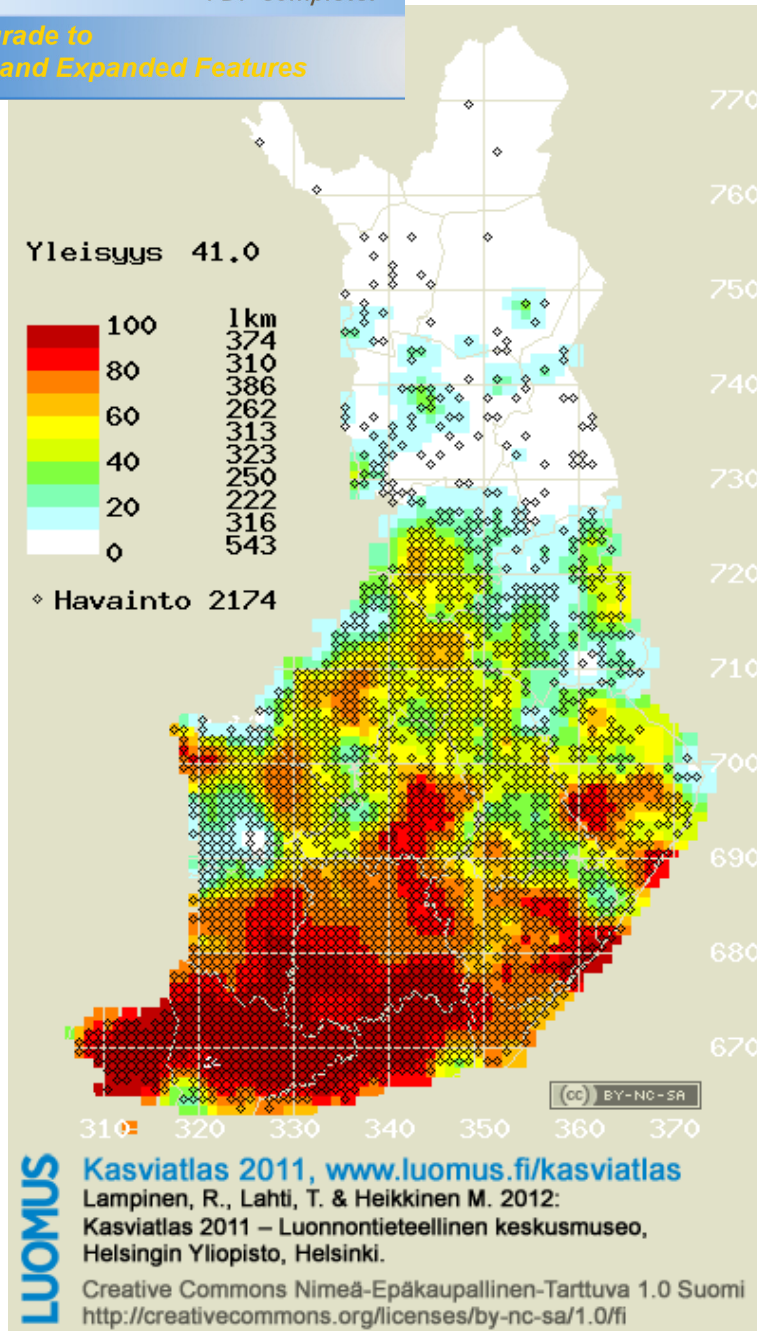 PDF Complete.
grade to
and Expanded Features
770
760
750
740
730
720
710
700
690
680
670
Yleisyys 41.0
lkm
100 374
310
80 386
262
60 313
323
40 250
222
20 316
0 543
Havainto 2174
(cc) BY-NC-SA
310 320 330 340 350 360 370
LUOMUS
Kasviatlas 2011, www.luomus.fi/kasviatlas
Lampinen, R., Lahti, T. & Heikkinen M. 2012:
Kasviatlas 2011 – Luonnontieteellinen keskusmuseo,
Helsingin Yliopisto, Helsinki.
Creative Commons Nimeä-Epäkaupallinen-Tarttuva 1.0 Suomi
http://creativecommons.org/licenses/by-nc-sa/1.0/fi